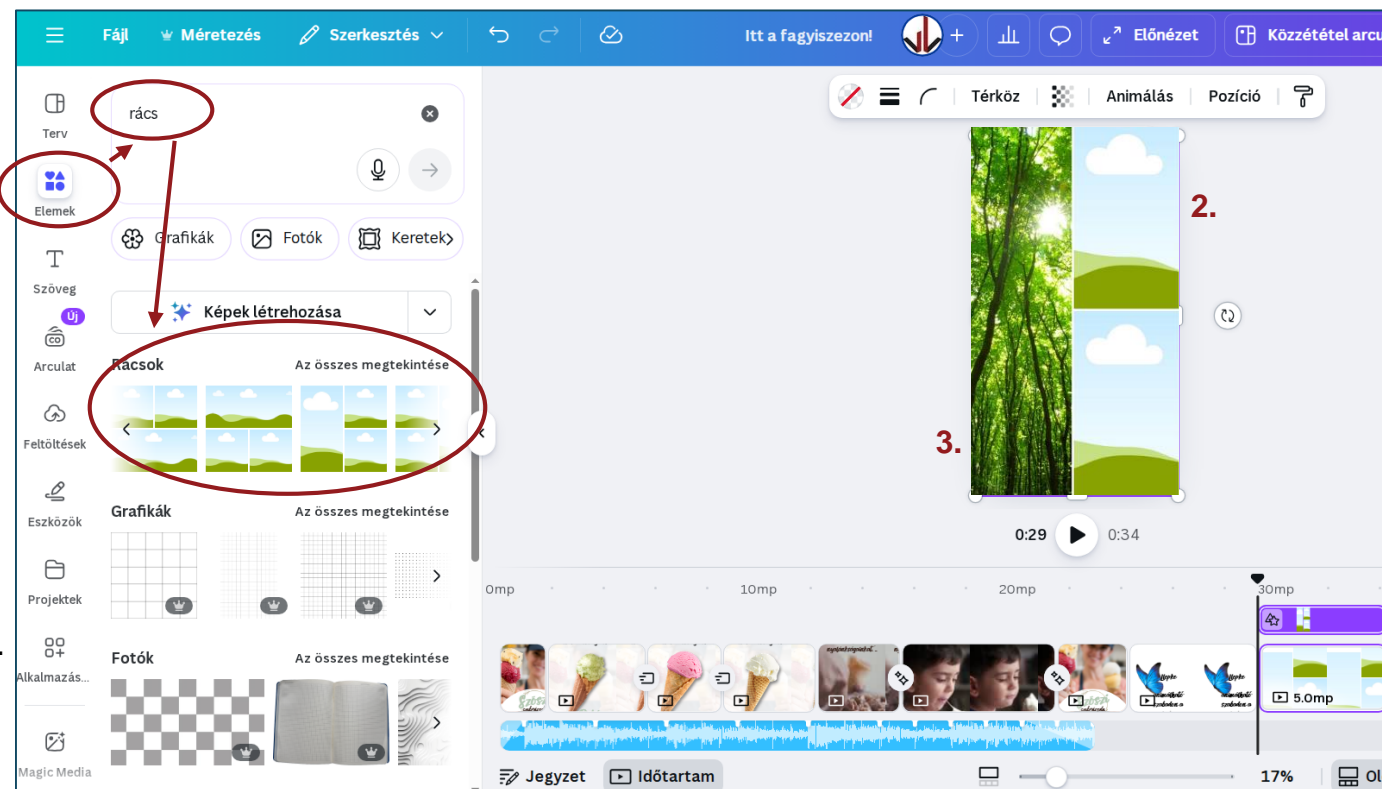 Fájl
Méretezés
Szerkesztés
Itt a fagyiszezon!
Előnézet
Közzététel arcu
Terv
Elemek
Szöveg
Új
Arculat
Feltöltések
Eszközök
Projektek
Alkalmazás...
Magic Media
rács
Grafikák
Fotók
Keretek
Képek létrehozása
Rácsok
Az összes megtekintése
Grafikák
Az összes megtekintése
Fotók
Az összes megtekintése
Térköz
Animálás
Pozíció
2.
3.
0:29
0:34
0mp
10mp
20mp
30mp
5.0mp
Jegyzet
Időtartam
17%
Ol